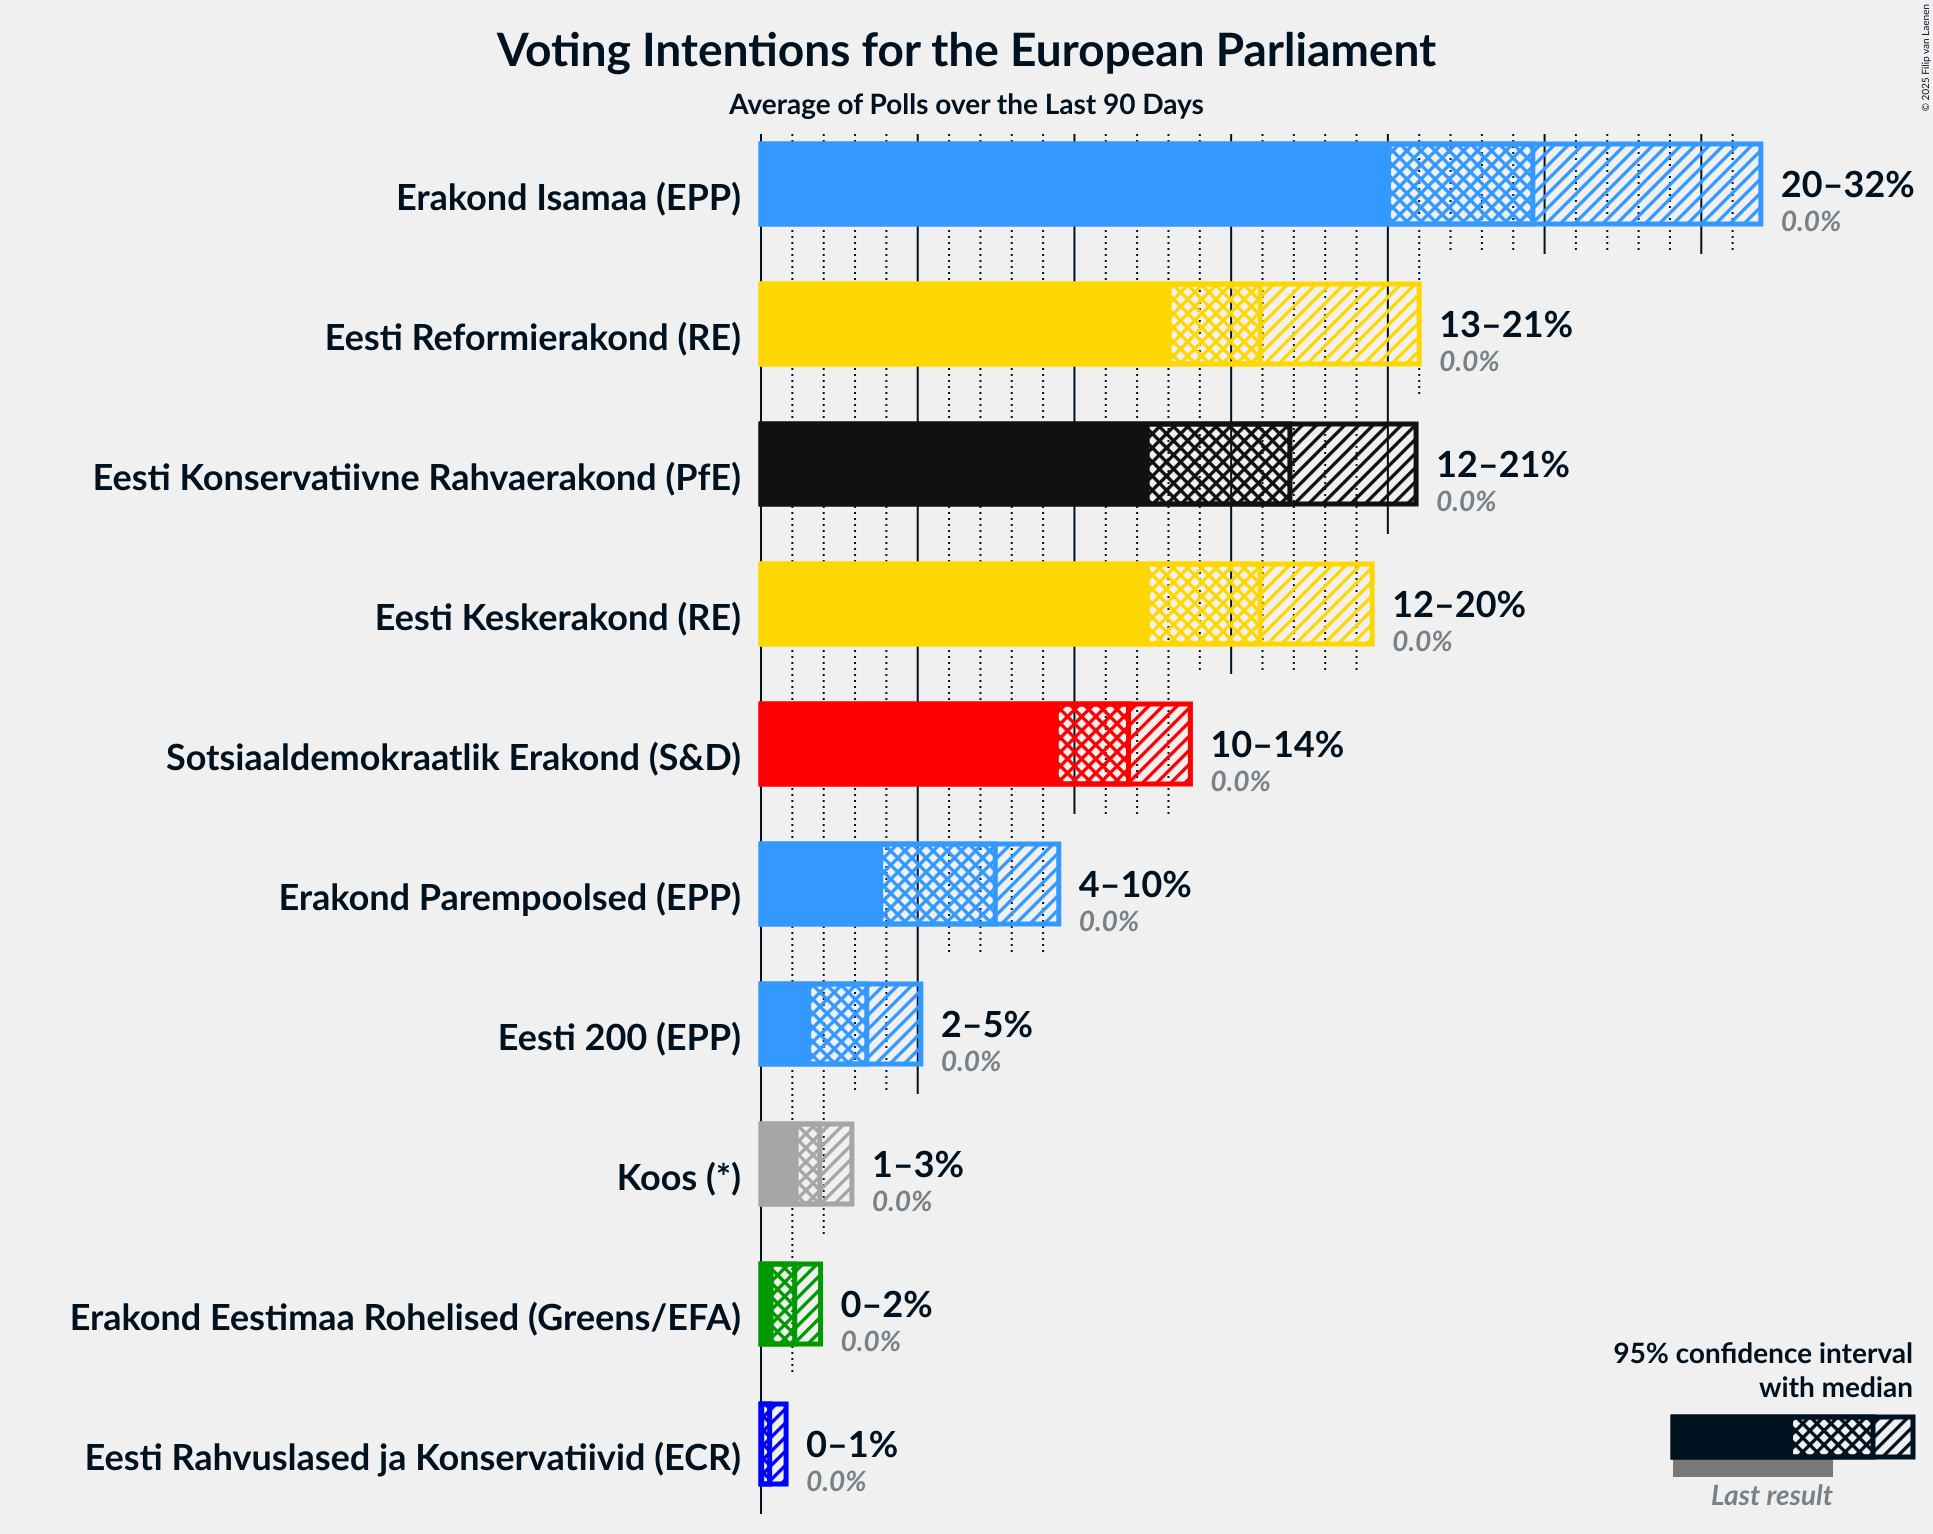 © 2025 Filip van Laenen
Voting Intentions for the European Parliament
Average of Polls over the Last 90 Days
Erakond Isamaa (EPP)
20–32%
0.0%
Eesti Reformierakond (RE)
13–21%
0.0%
Eesti Konservatiivne Rahvaerakond (PfE)
12–21%
0.0%
Eesti Keskerakond (RE)
12–20%
0.0%
Sotsiaaldemokraatlik Erakond (S&D)
10–14%
0.0%
Erakond Parempoolsed (EPP)
4–10%
0.0%
Eesti 200 (EPP)
2–5%
0.0%
Koos (*)
1–3%
0.0%
Erakond Eestimaa Rohelised (Greens/EFA)
0–2%
0.0%
Eesti Rahvuslased ja Konservatiivid (ECR)
0–1%
0.0%
95% confidence interval
with median
Last result